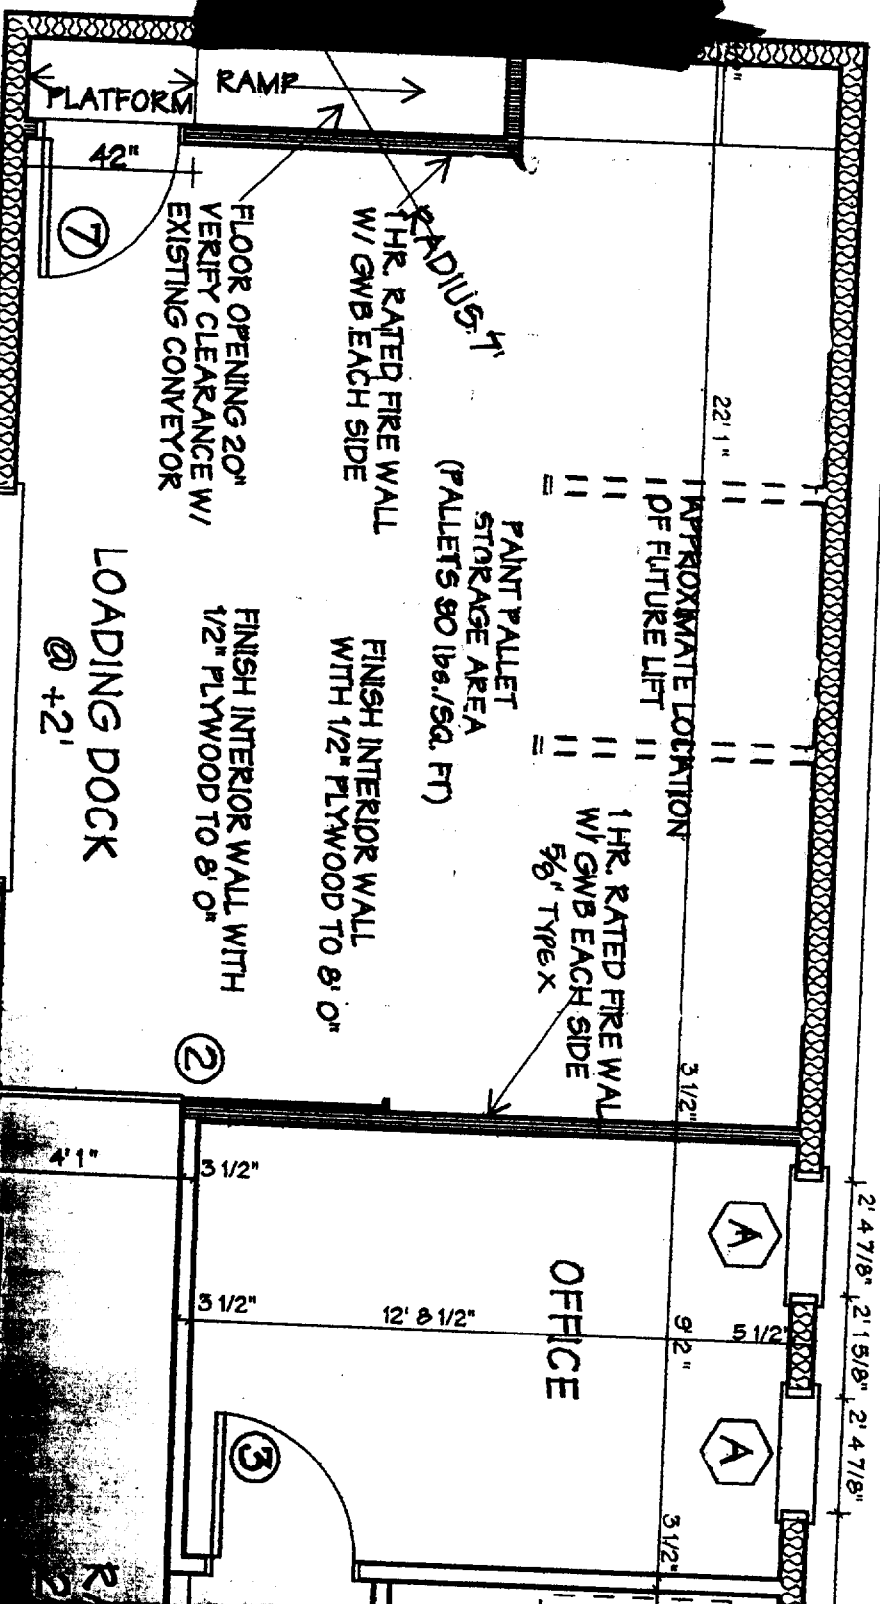 PLATFORM
RAMP
42"
7
FLOOR OPENING 20"
VERIFY CLEARANCE W/
EXISTING CONVEYOR
1 HR. RATED FIRE WALL
W/ GWB EACH SIDE
RADIUS 7'
22' 1"
APPROXIMATE LOCATION
OF FUTURE LIFT
PAINT PALLET
STORAGE AREA
(PALLETS 90 lbs./SQ. FT)
LOADING DOCK
@ +2'
FINISH INTERIOR WALL WITH
1/2" PLYWOOD TO 8' 0"
FINISH INTERIOR WALL
WITH 1/2" PLYWOOD TO 8' 0"
1 HR. RATED FIRE WAL
W/ GWB EACH SIDE
5/8" TYPE X
2
3 1/2"
4' 1"
3 1/2"
3 1/2"
12' 8 1/2"
OFFICE
9' 2"
5 1/2"
A
A
2' 4 7/8"
2' 1 5/8"
2' 4 7/8"
3
3 1/2"